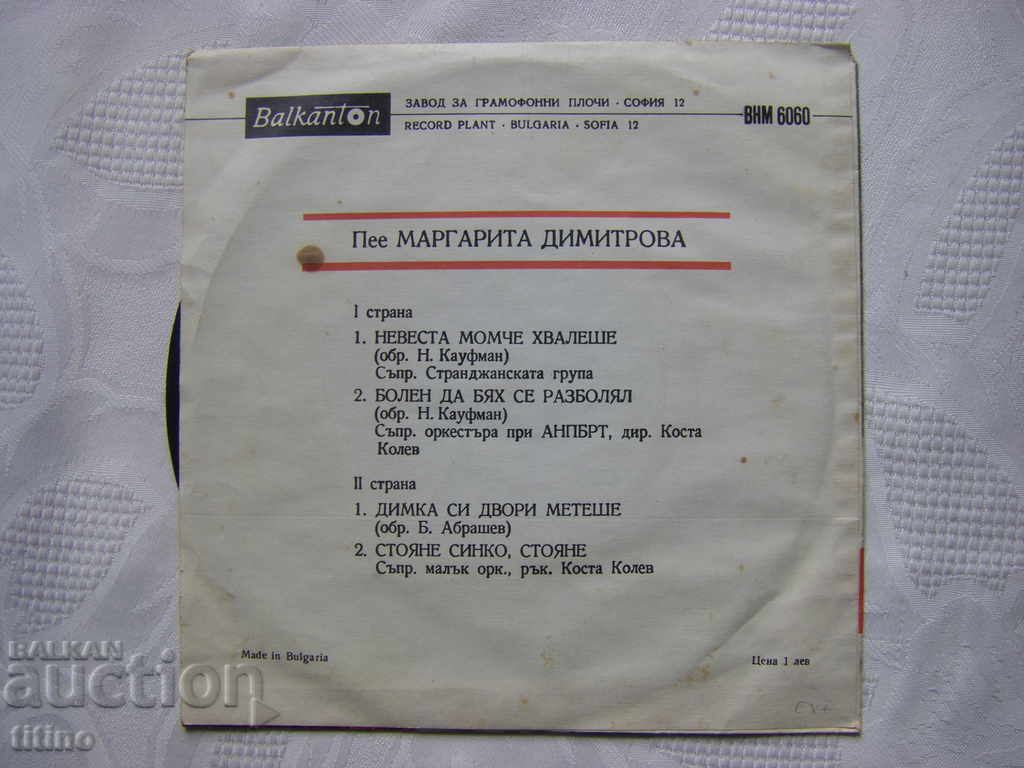 Balkanton
ЗАВОД ЗА ГРАМОФОННИ ПЛОЧИ · СОФИЯ 12
RECORD PLANT · BULGARIA · SOFIA 12
ВНМ 6060
Пее МАРГАРИТА ДИМИТРОВА
I страна
1. НЕВЕСТА МОМЧЕ ХВАЛЕШЕ
(обр. Н. Кауфман)
Съпр. Странджанската група
2. БОЛЕН ДА БЯХ СЕ РАЗБОЛЯЛ
(обр. Н. Кауфман)
Съпр. оркестъра при АНПБРТ, дир. Коста
Колев
II страна
1. ДИМКА СИ ДВОРИ МЕТЕШЕ
(обр. Б. Абрашев)
2. СТОЯНЕ СИНКО, СТОЯНЕ
Съпр. малък орк., рък. Коста Колев
Made in Bulgaria
Цена 1 лев
BALKAN
auction
titino